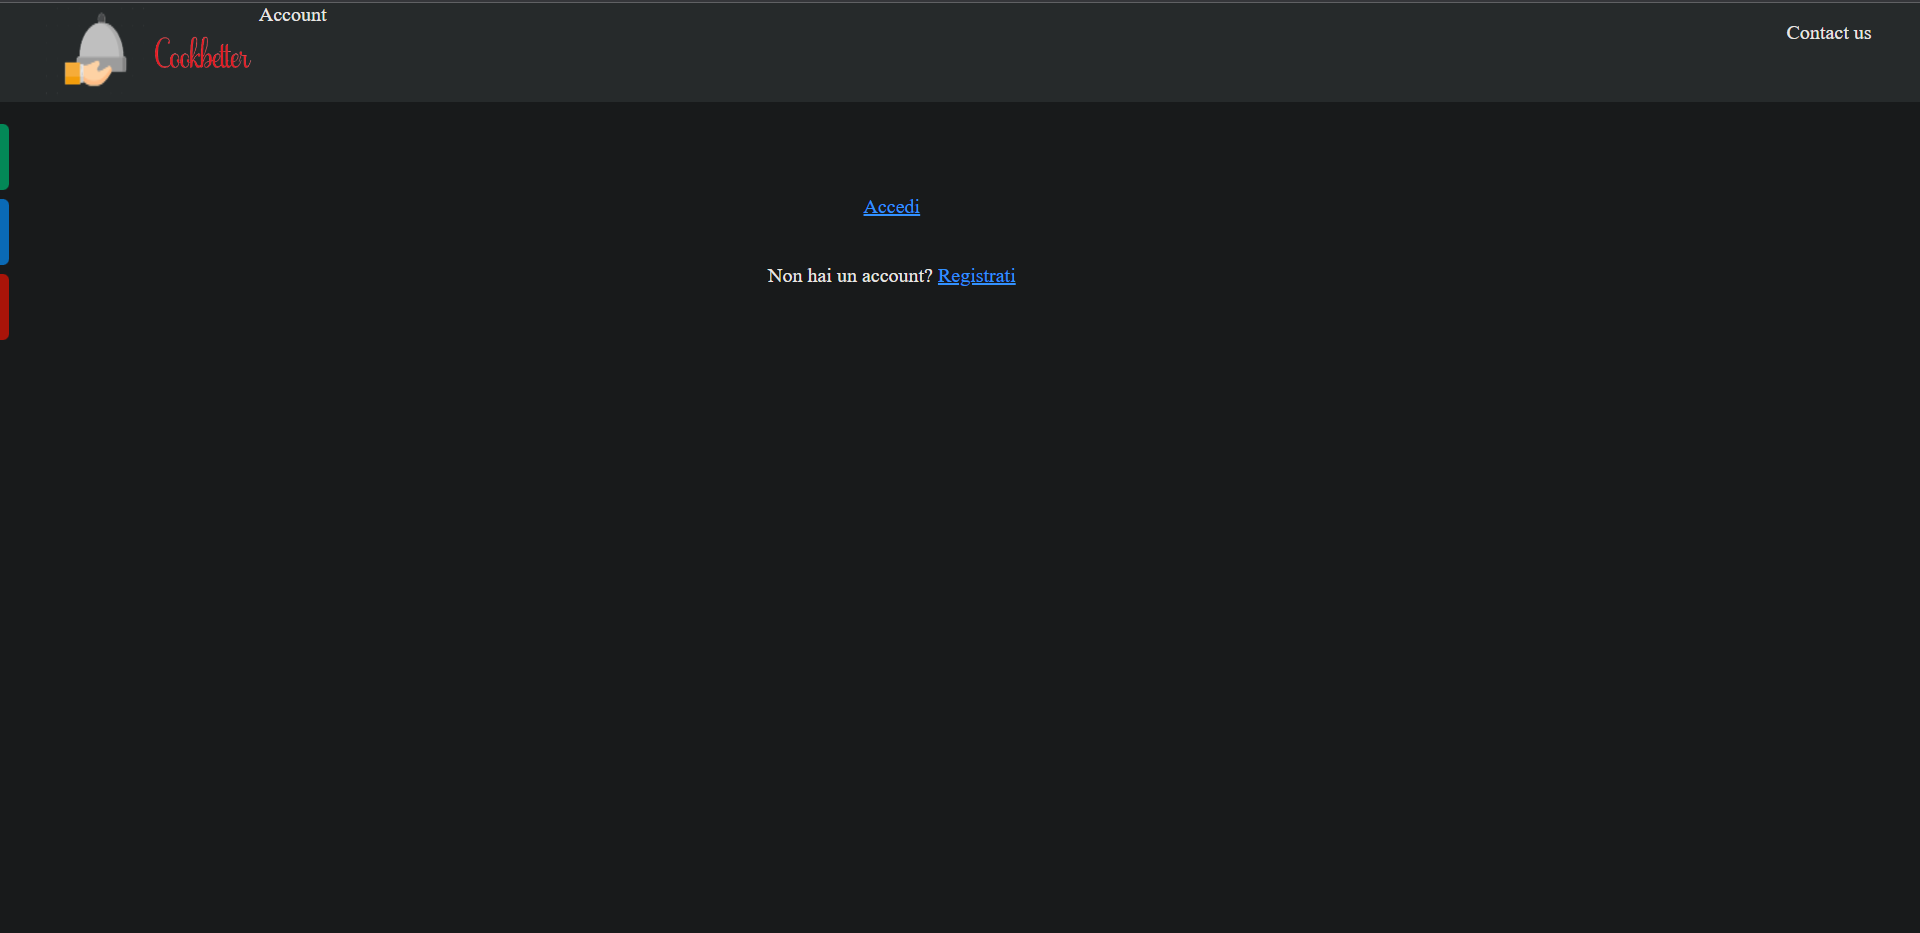 Account
Cookbetter
Contact us
Accedi
Non hai un account? Registrati